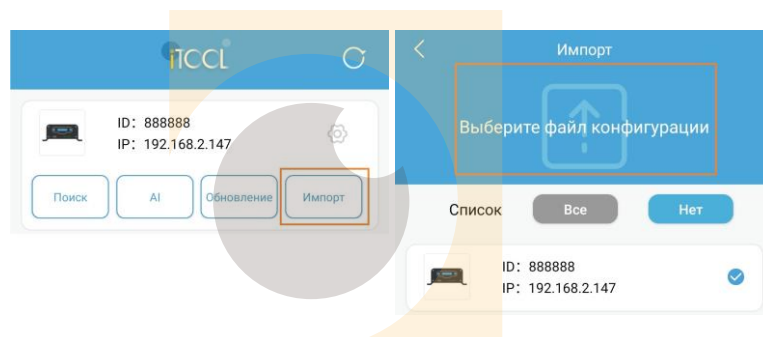 iTCCL
ID: 888888
IP: 192.168.2.147
Поиск
AI
Обновление
Импорт
Импорт
Выберите файл конфигурации
Список
Все
Нет
ID: 888888
IP: 192.168.2.147